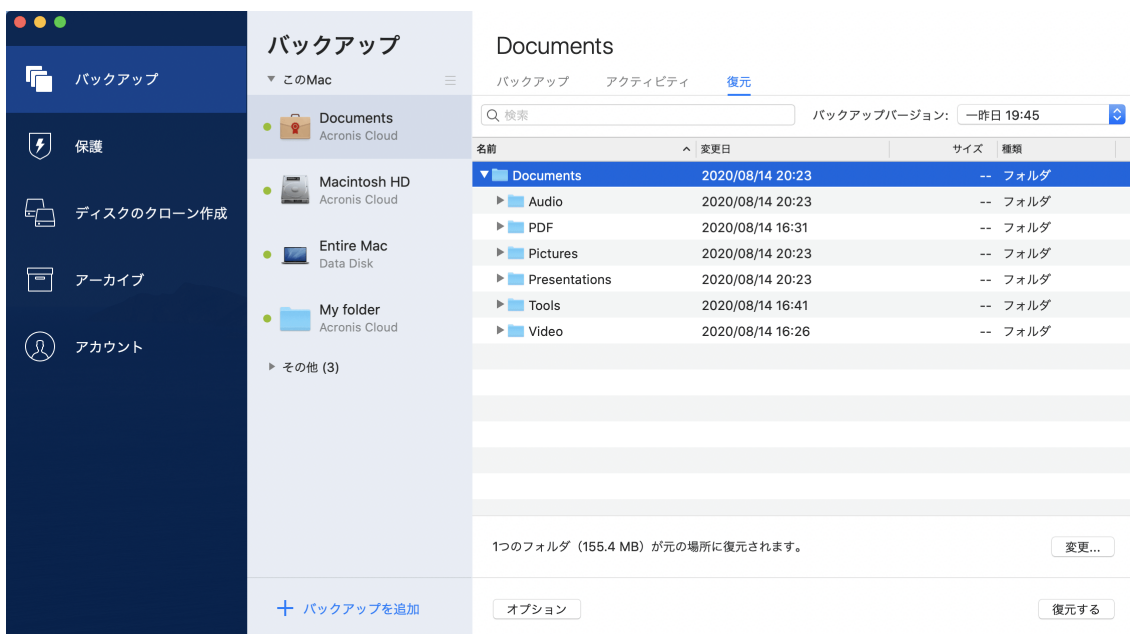 バックアップ
保護
ディスクのクローン作成
アーカイブ
アカウント
バックアップ
このMac
Documents
Acronis Cloud
Macintosh HD
Acronis Cloud
Entire Mac
Data Disk
My folder
Acronis Cloud
その他 (3)
バックアップを追加
Documents
バックアップ アクティビティ 復元
検索 バックアップバージョン: 一昨日 19:45
名前 変更日 サイズ 種類
Documents 2020/08/14 20:23 -- フォルダ
Audio 2020/08/14 20:23 -- フォルダ
PDF 2020/08/14 16:31 -- フォルダ
Pictures 2020/08/14 20:23 -- フォルダ
Presentations 2020/08/14 20:23 -- フォルダ
Tools 2020/08/14 16:41 -- フォルダ
Video 2020/08/14 16:26 -- フォルダ
1つのフォルダ（155.4 MB）が元の場所に復元されます。 変更...
オプション 復元する